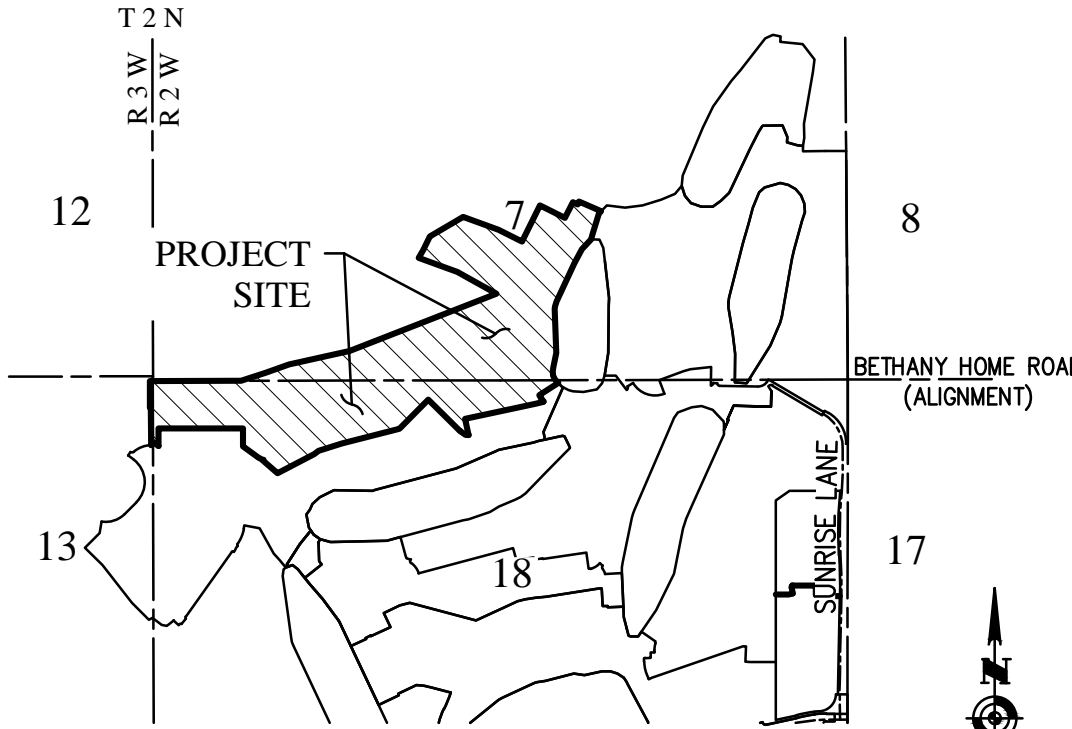 T 2 N
R 3 W
R 2 W
12
7
8
PROJECT
SITE
BETHANY HOME ROAD
(ALIGNMENT)
SUNRISE LANE
13
18
17
N